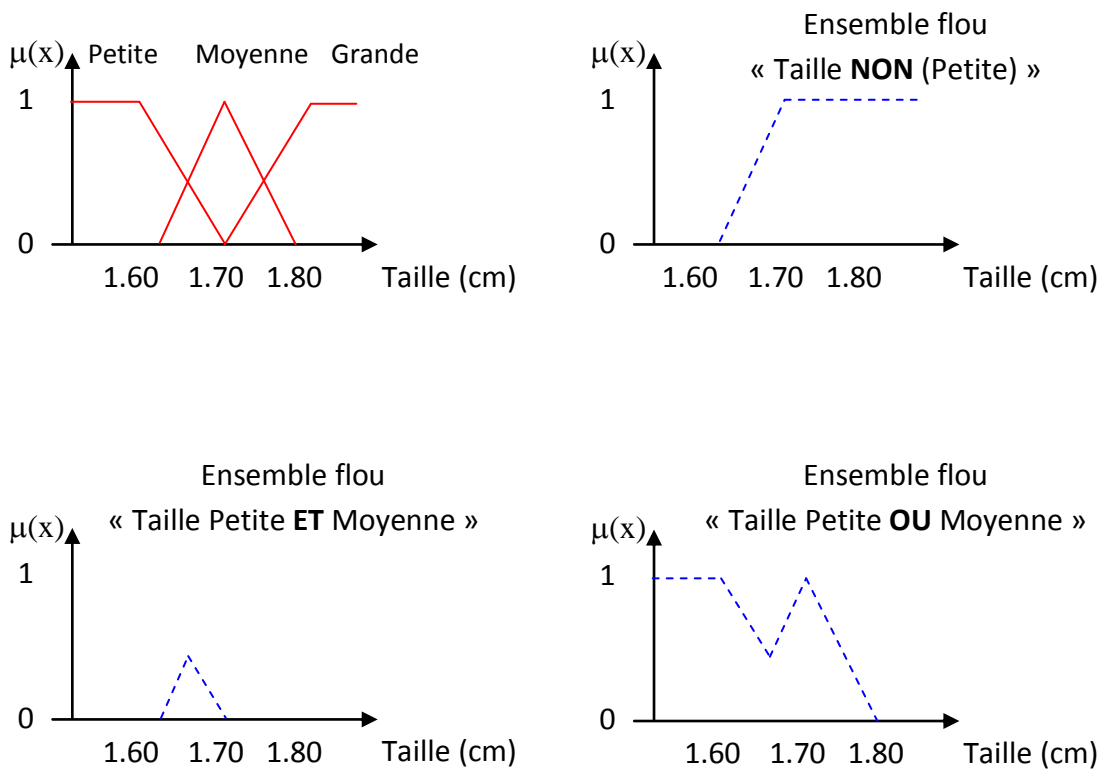 μ(x) Petite Moyenne Grande
1
0
1.60 1.70 1.80 Taille (cm)
Ensemble flou
« Taille NON (Petite) »
μ(x)
1
0
1.60 1.70 1.80 Taille (cm)
Ensemble flou
« Taille Petite ET Moyenne »
μ(x)
1
0
1.60 1.70 1.80 Taille (cm)
Ensemble flou
« Taille Petite OU Moyenne »
μ(x)
1
0
1.60 1.70 1.80 Taille (cm)